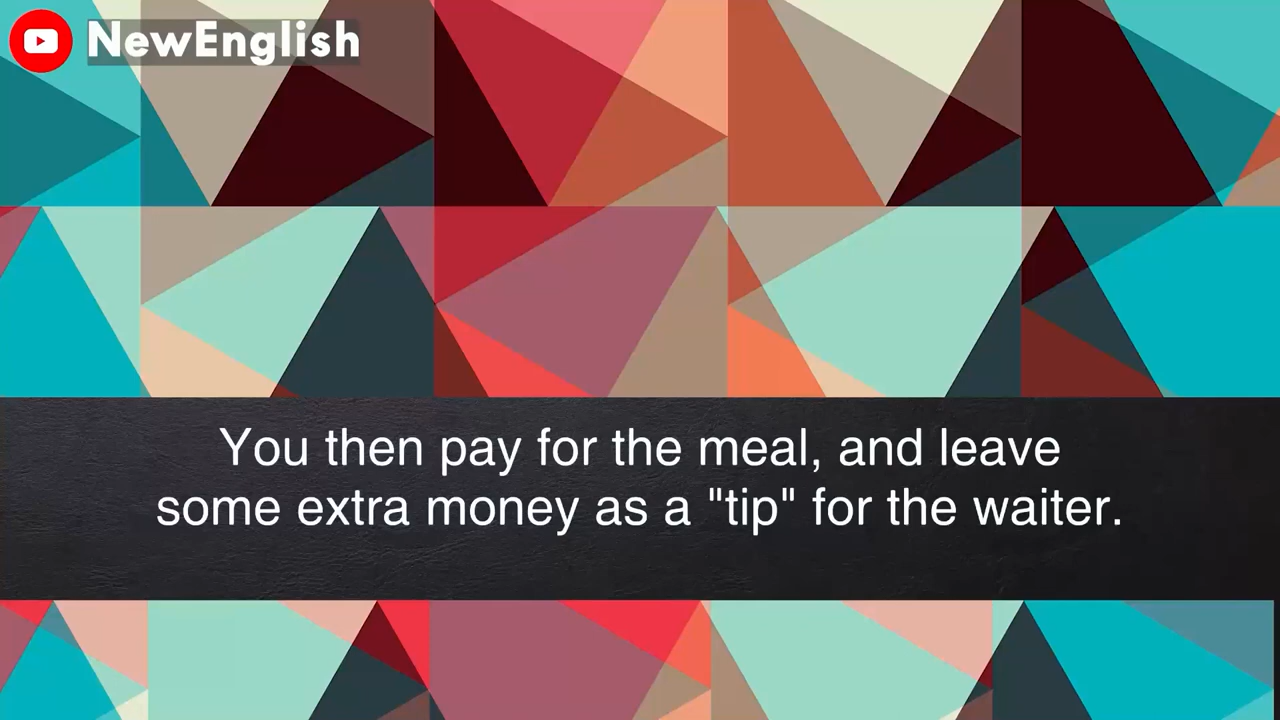 NewEnglish
You then pay for the meal, and leave
some extra money as a "tip" for the waiter.